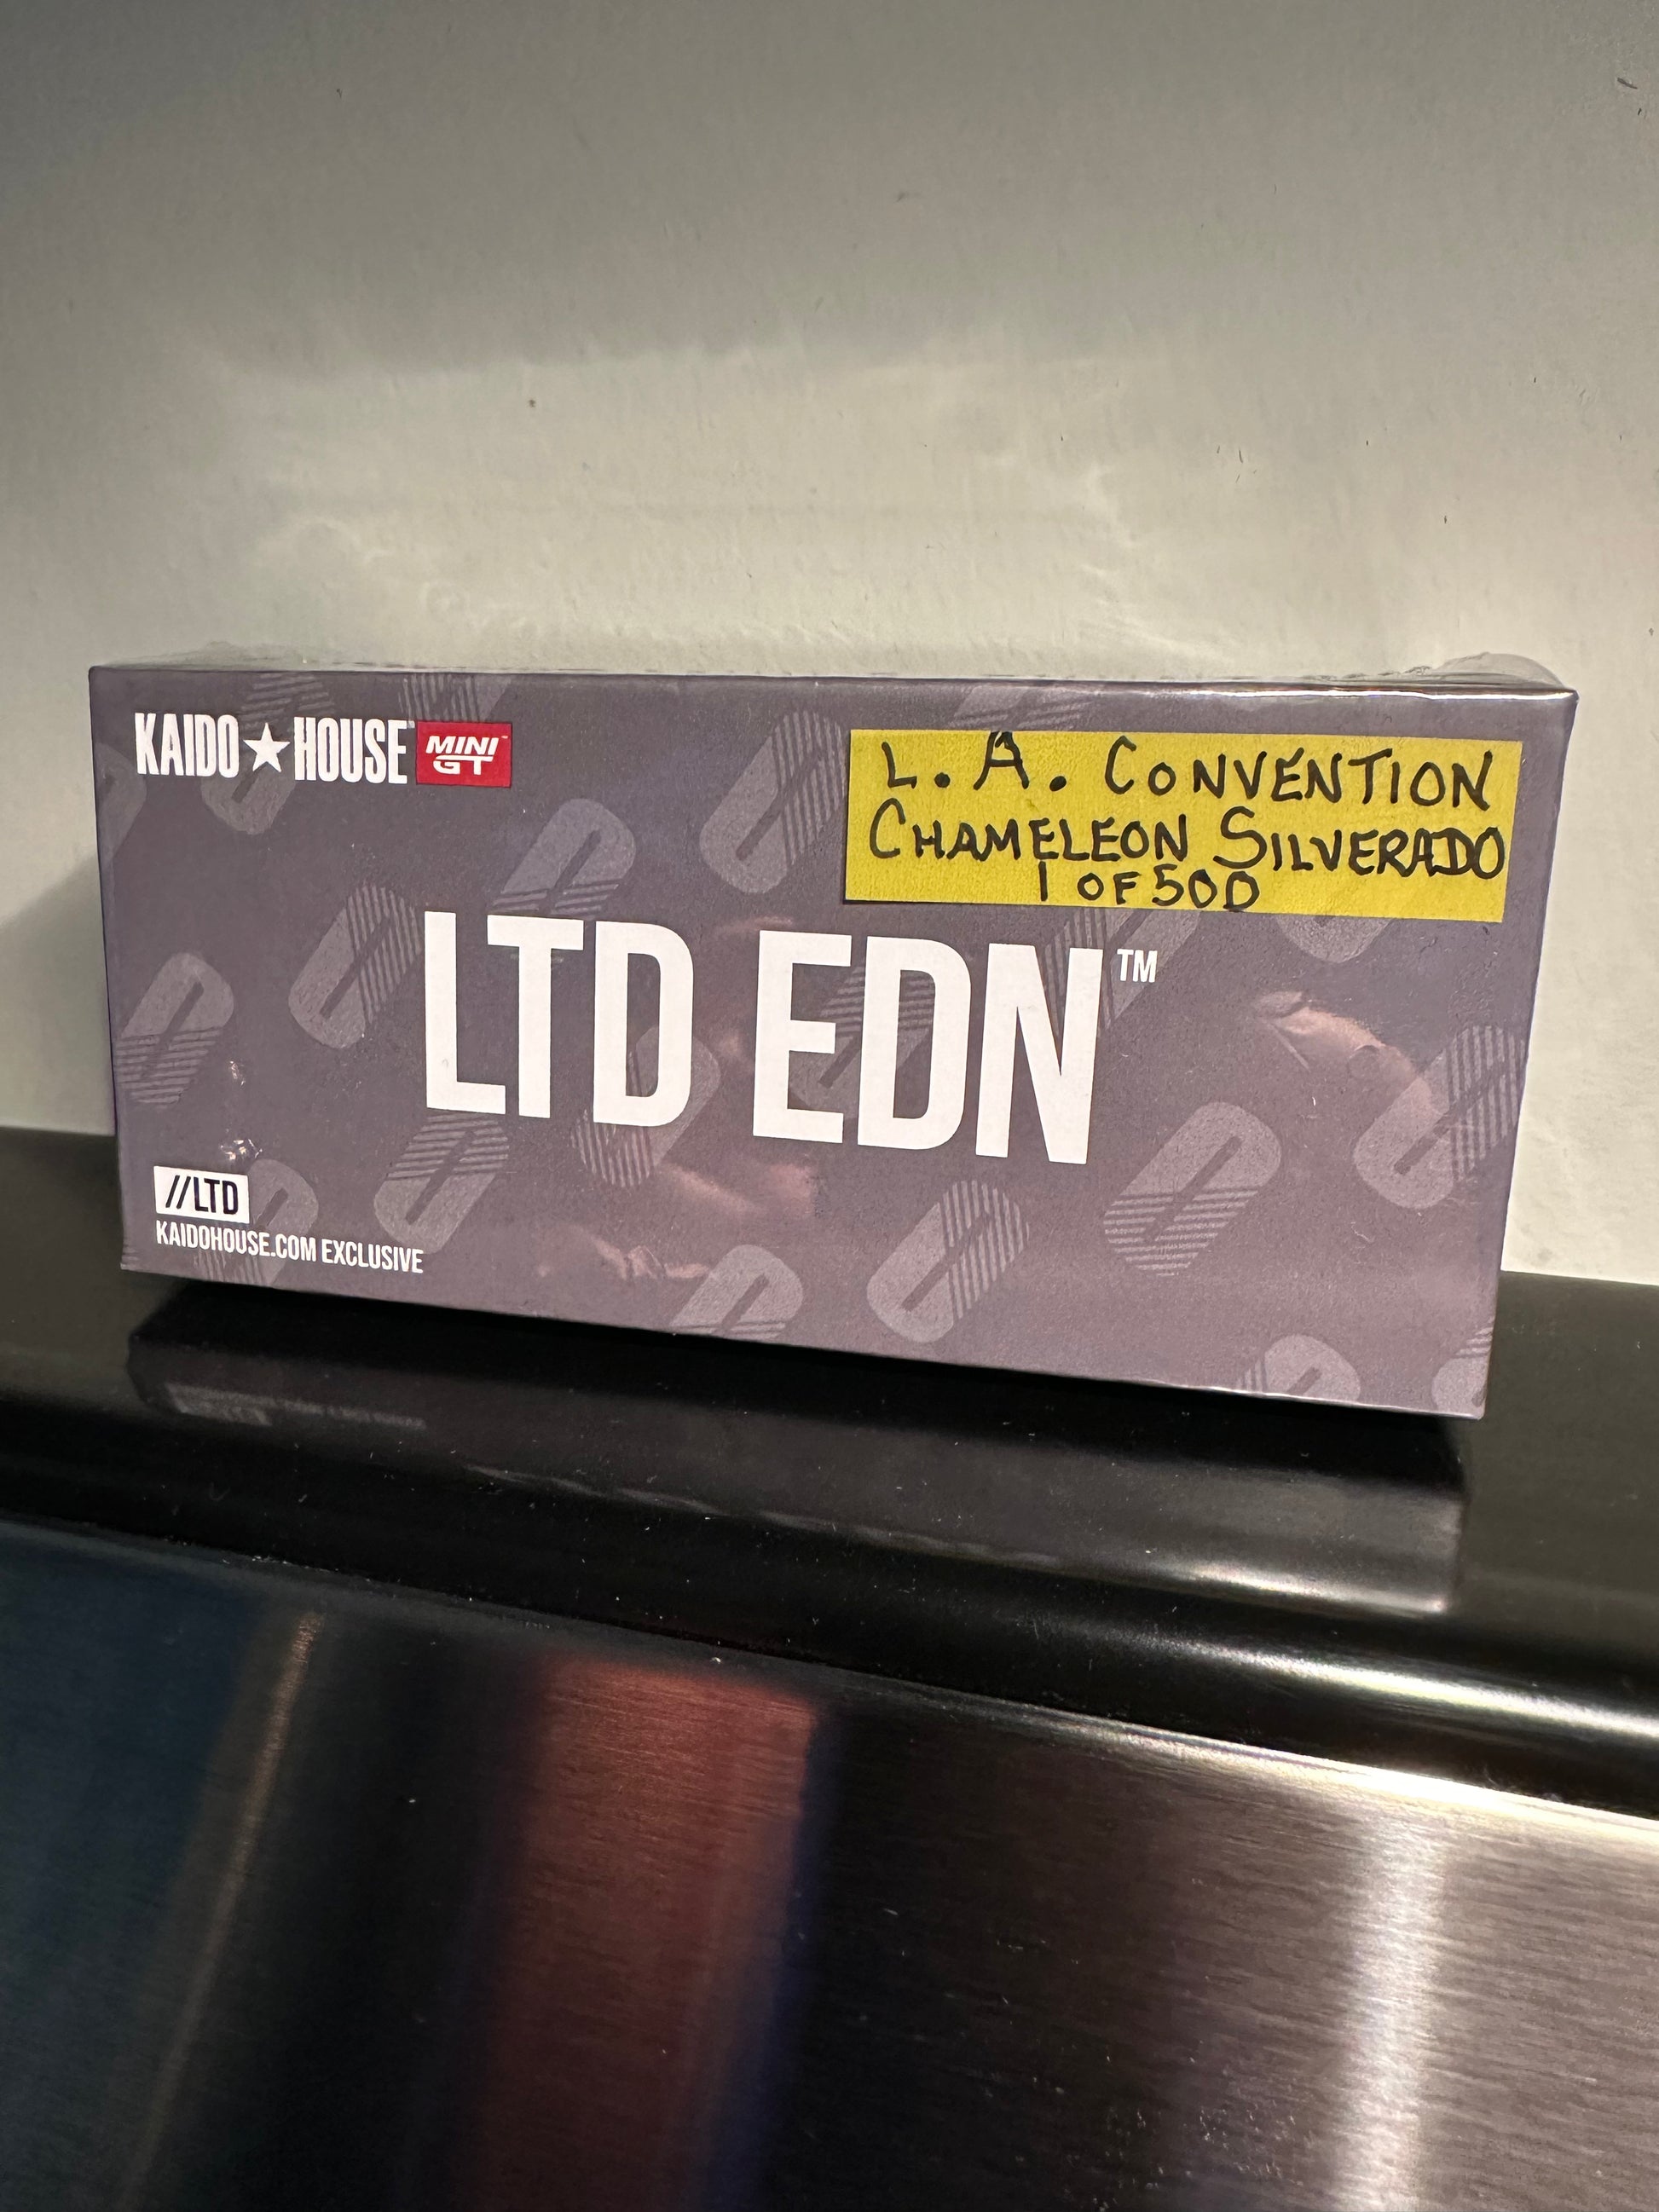 KAIDO★HOUSE MINI GT
L. A. CONVENTION
CHAMELEON SILVERADO
1 OF 500
LTD EDN™
//LTD
KAIDOHOUSE.COM EXCLUSIVE